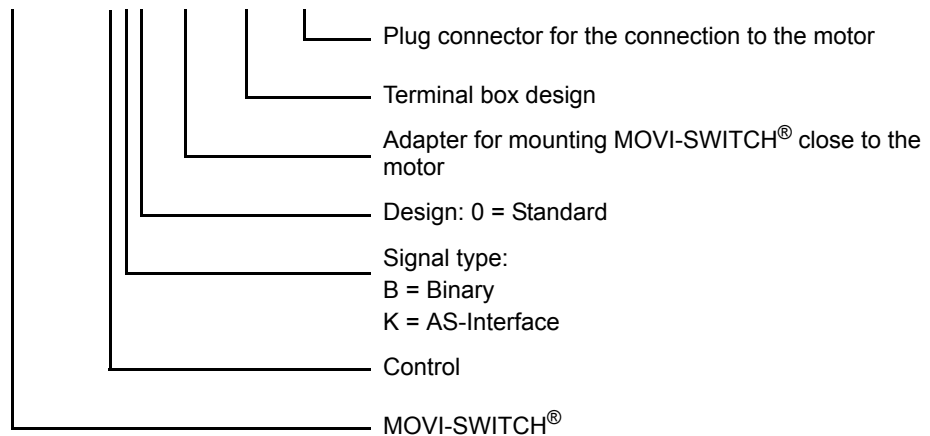 Plug connector for the connection to the motor
Terminal box design
Adapter for mounting MOVI-SWITCH® close to the
motor
Design: 0 = Standard
Signal type:
B = Binary
K = AS-Interface
Control
MOVI-SWITCH®